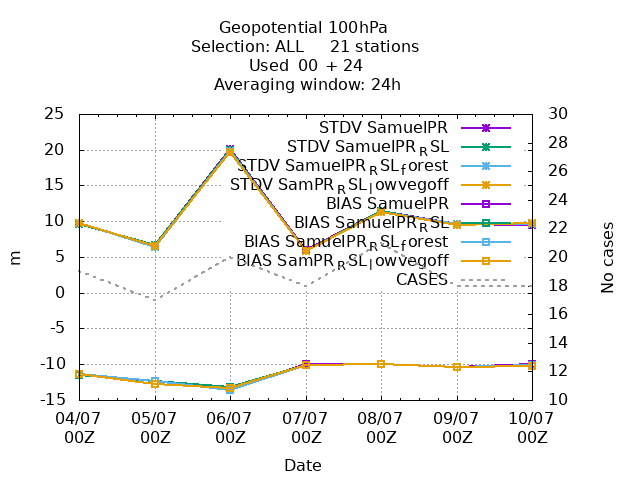 Geopotential 100hPa
Selection: ALL 21 stations
Used 00 + 24
Averaging window: 24h
25
20
15
10
5
0
-5
-10
-15
m
30
28
26
24
22
20
18
16
14
12
10
No cases
STDV SamuelPR
STDV SamuelPR_RSL
STDV SamuelPR_RSL_forest
STDV SamPR_RSL_lowvegoff
BIAS SamuelPR
BIAS SamuelPR_RSL
BIAS SamuelPR_RSL_forest
BIAS SamPR_RSL_lowvegoff
CASES
04/07 05/07 06/07 07/07 08/07 09/07 10/07
00Z 00Z 00Z 00Z 00Z 00Z 00Z
Date